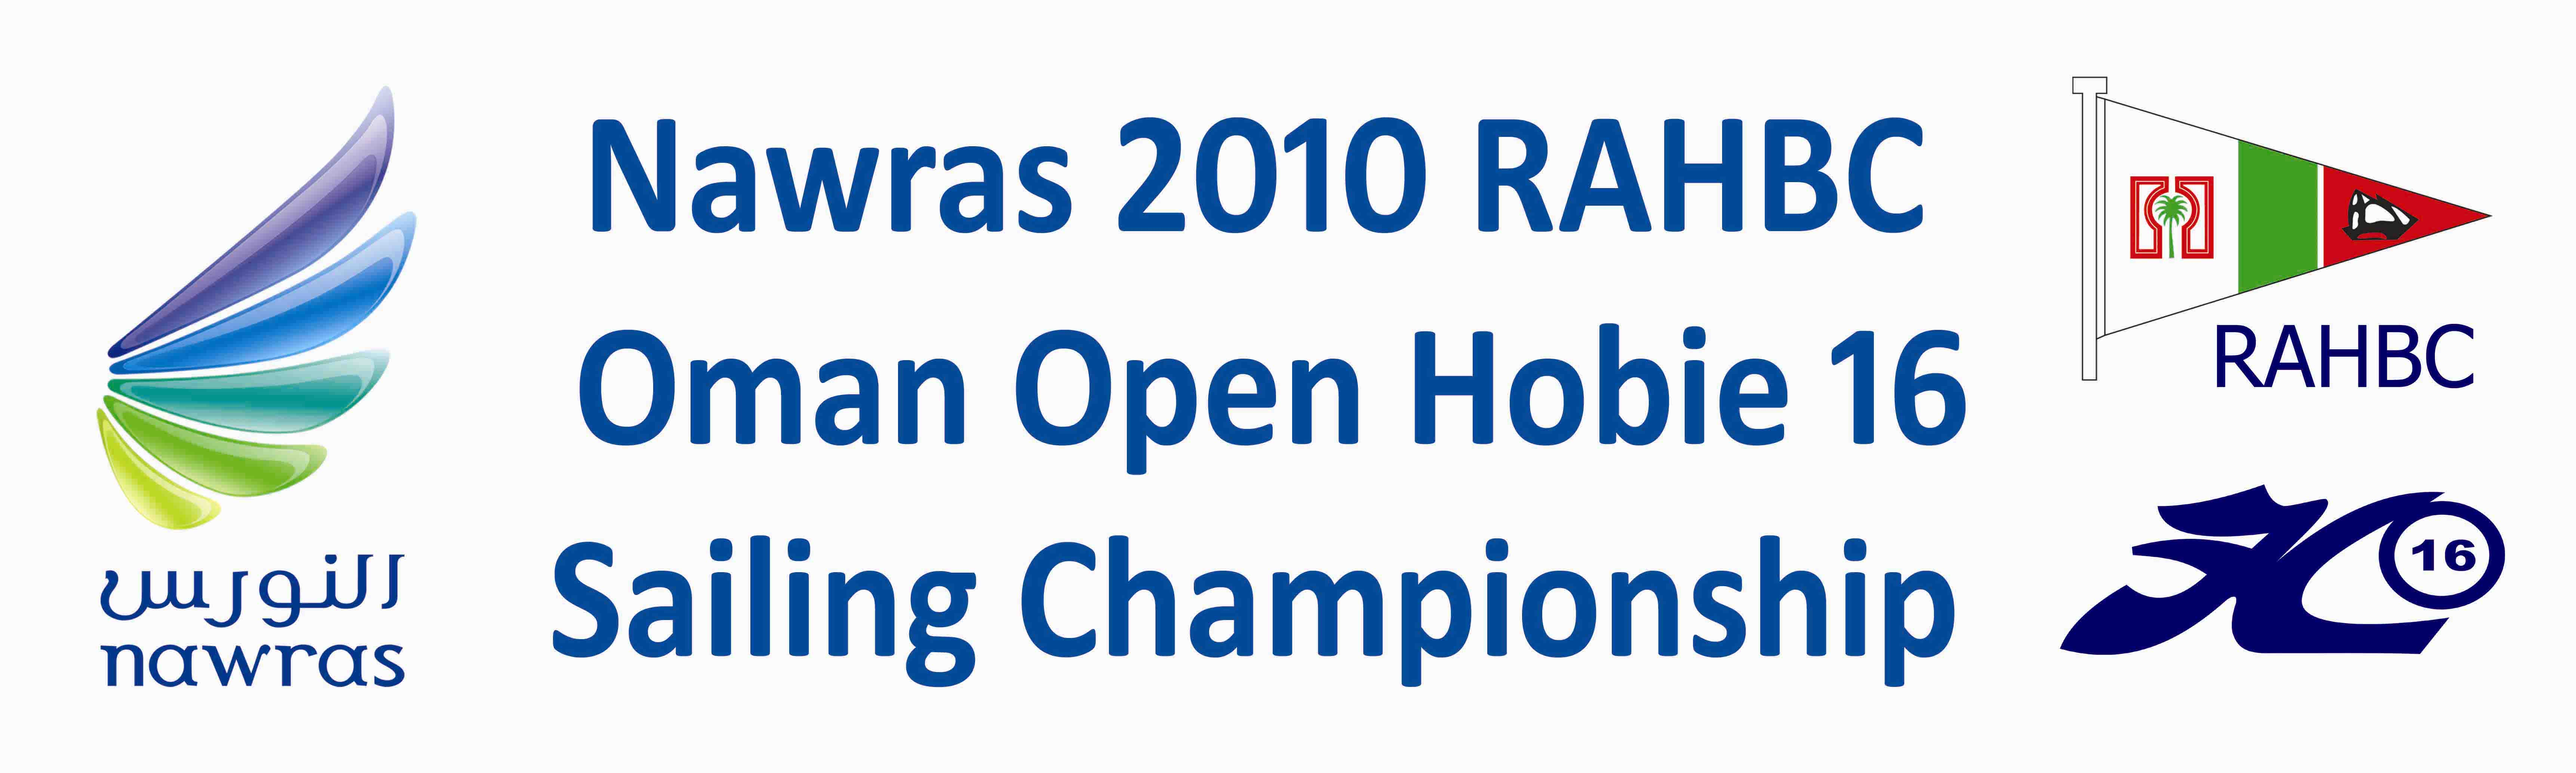 النورس
nawras
Nawras 2010 RAHBC
Oman Open Hobie 16
Sailing Championship
RAHBC
16